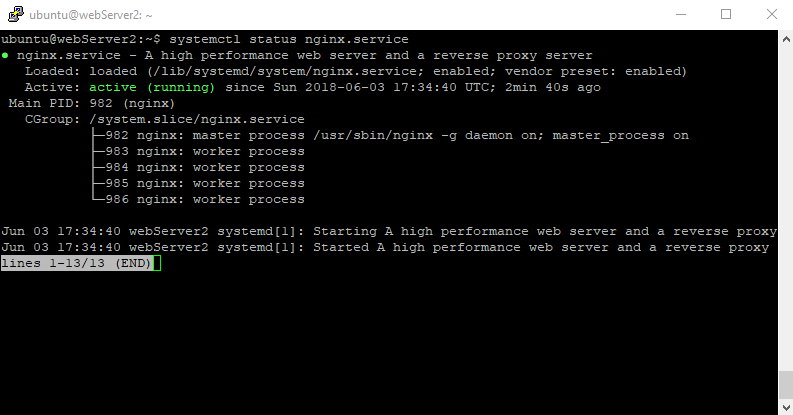 ubuntu@webServer2: ~
ubuntu@webServer2:~$ systemctl status nginx.service
● nginx.service - A high performance web server and a reverse proxy server
   Loaded: loaded (/lib/systemd/system/nginx.service; enabled; vendor preset: enabled)
   Active: active (running) since Sun 2018-06-03 17:34:40 UTC; 2min 40s ago
 Main PID: 982 (nginx)
   CGroup: /system.slice/nginx.service
           ├─982 nginx: master process /usr/sbin/nginx -g daemon on; master_process on
           ├─983 nginx: worker process
           ├─984 nginx: worker process
           ├─985 nginx: worker process
           └─986 nginx: worker process
Jun 03 17:34:40 webServer2 systemd[1]: Starting A high performance web server and a reverse proxy
Jun 03 17:34:40 webServer2 systemd[1]: Started A high performance web server and a reverse proxy
lines 1-13/13 (END)